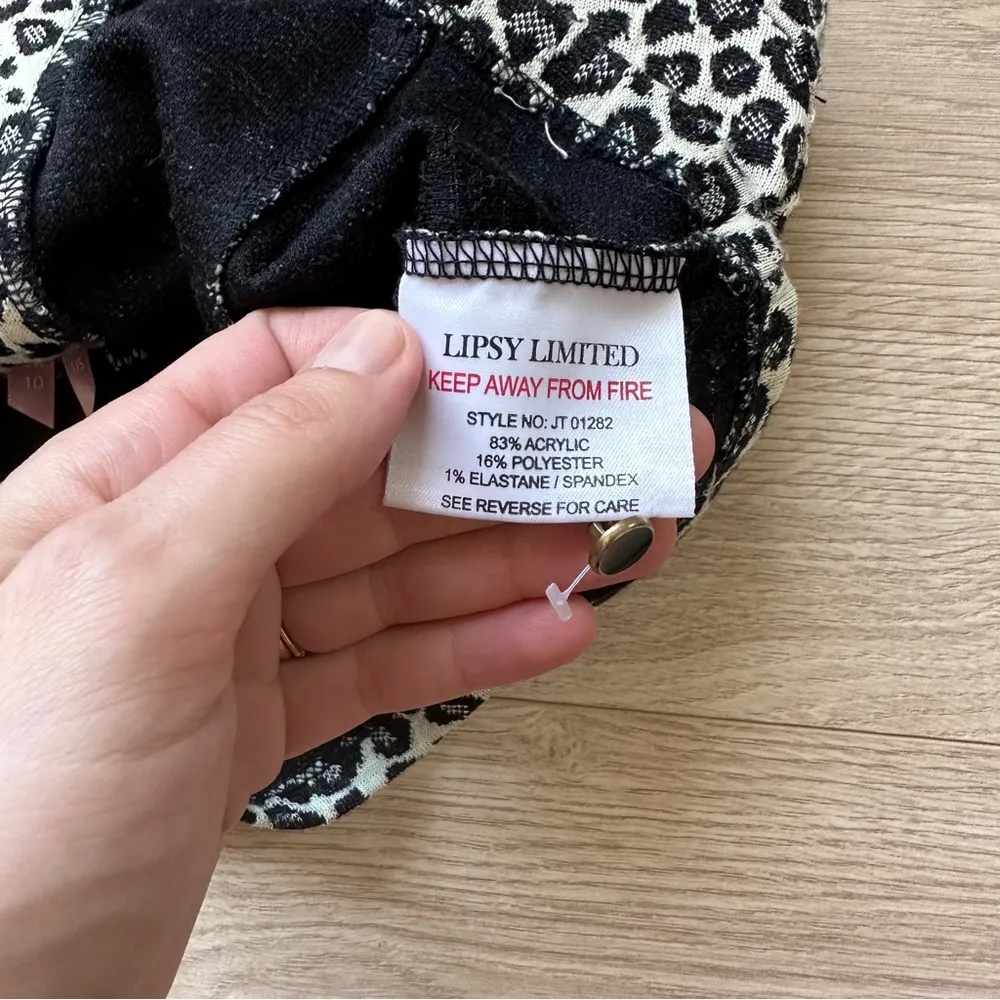 LIPSY LIMITED
KEEP AWAY FROM FIRE
STYLE NO: JT 01282
83% ACRYLIC
16% POLYESTER
1% ELASTANE / SPANDEX
SEE REVERSE FOR CARE
10